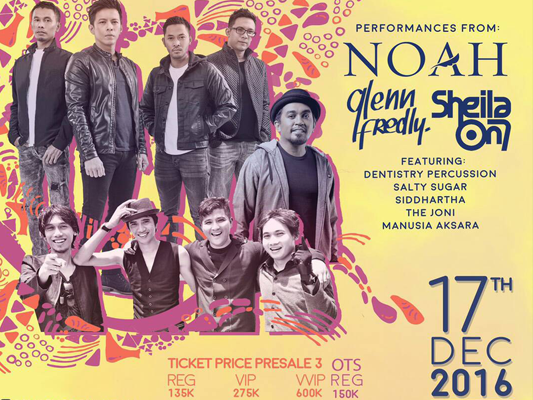 PERFORMANCES FROM:
NOAH
glenn fredly.
Sheila On7
FEATURING:
DENTISTRY PERCUSSION
SALTY SUGAR
SIDDHARTHA
THE JONI
MANUSIA AKSARA
17TH
DEC
2016
TICKET PRICE PRESALE 3 OTS
REG VIP VVIP REG
135K 275K 600K 150K